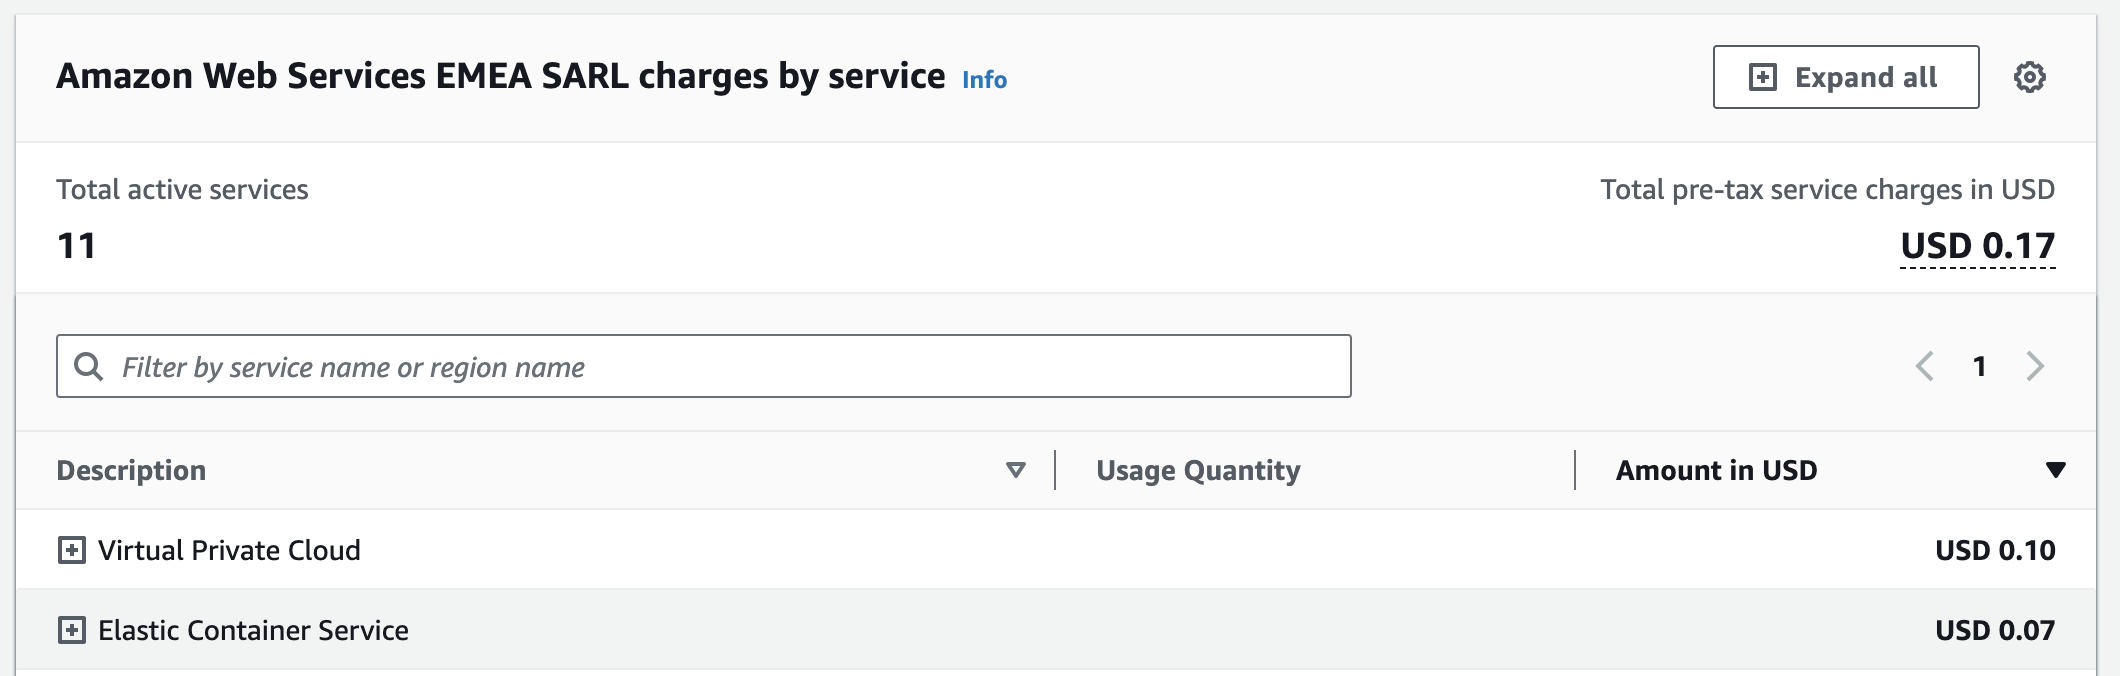 Amazon Web Services EMEA SARL charges by service Info
Expand all
Total active services
Total pre-tax service charges in USD
11
USD 0.17
Filter by service name or region name
1
Description
Usage Quantity
Amount in USD
Virtual Private Cloud
USD 0.10
Elastic Container Service
USD 0.07